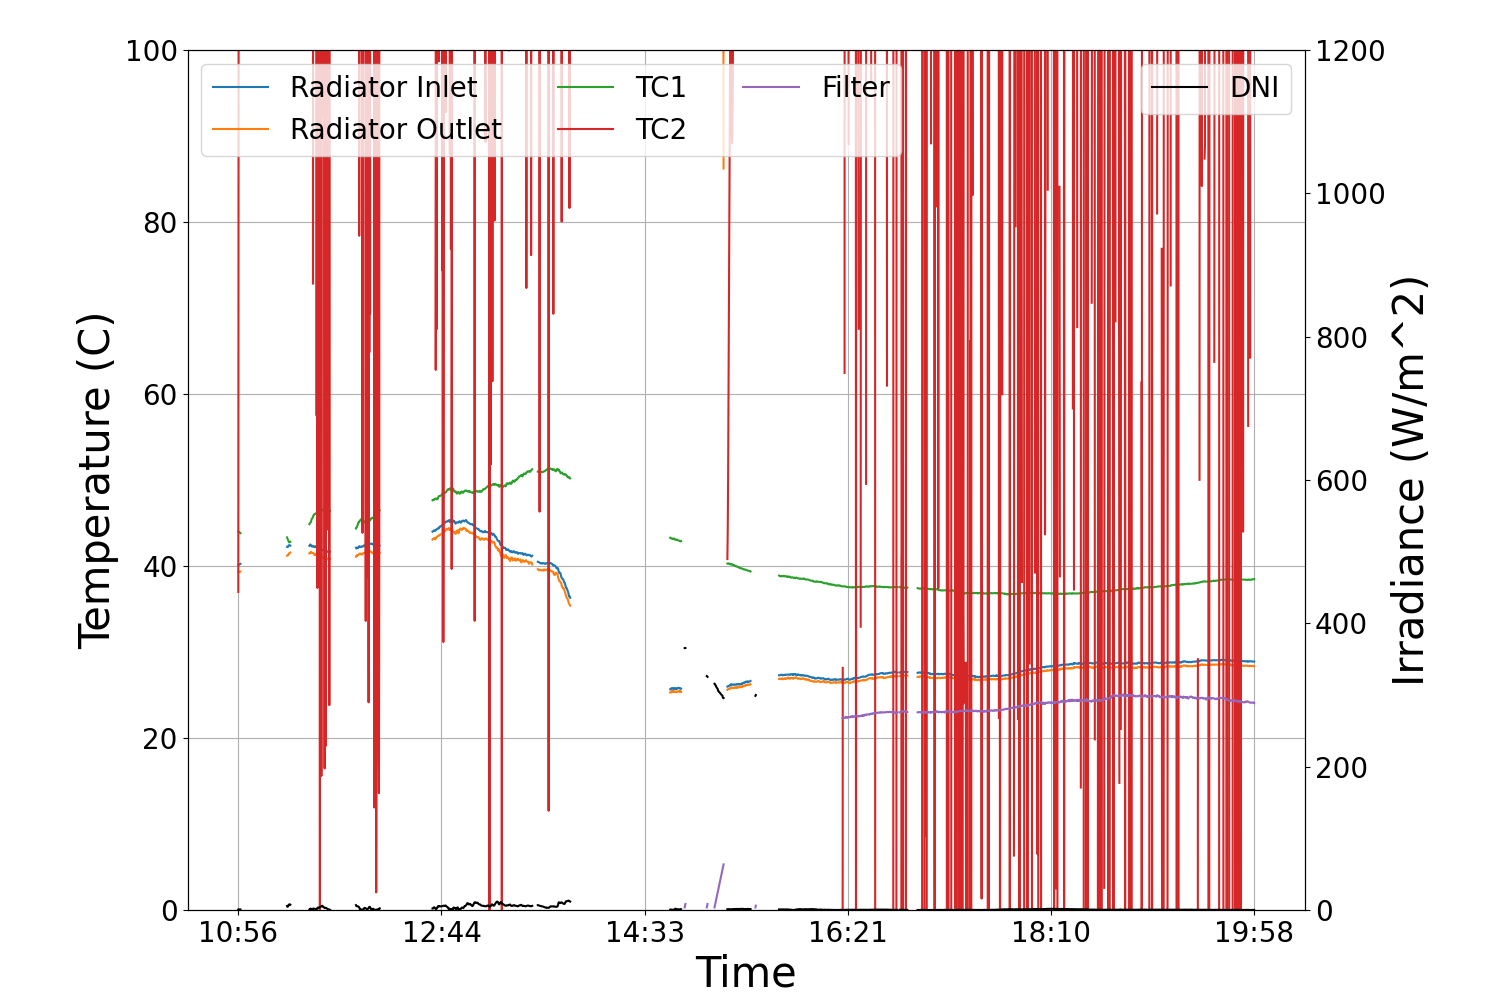 100
80
60
40
20
0
Temperature (C)
Radiator Inlet
Radiator Outlet
TC1
TC2
Filter
DNI
1200
1000
800
600
400
200
0
Irradiance (W/m^2)
10:56
12:44
14:33
16:21
18:10
19:58
Time